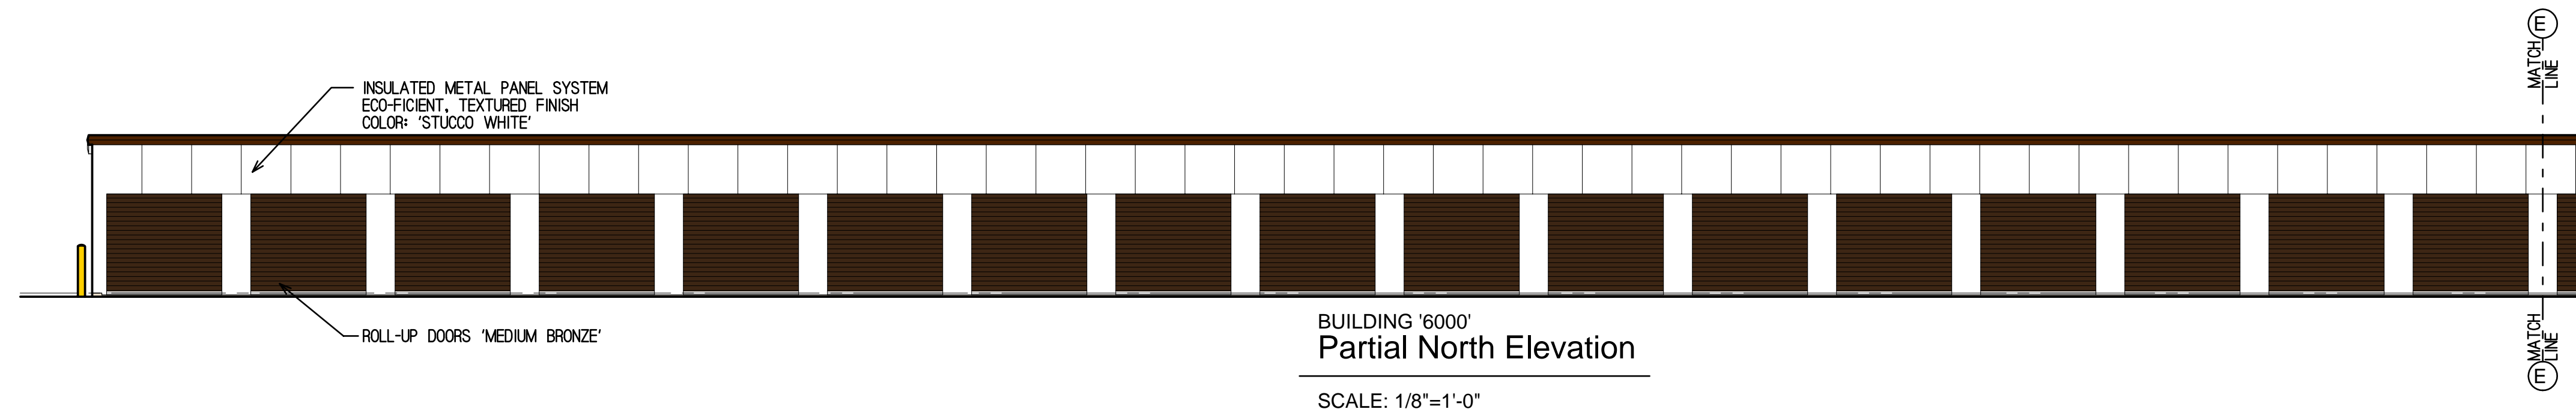 E
MATCH
LINE
INSULATED METAL PANEL SYSTEM
ECO-FICIENT, TEXTURED FINISH
COLOR: 'STUCCO WHITE'
ROLL-UP DOORS 'MEDIUM BRONZE'
BUILDING '6000'
Partial North Elevation
SCALE: 1/8"=1'-0"
MATCH
LINE
E